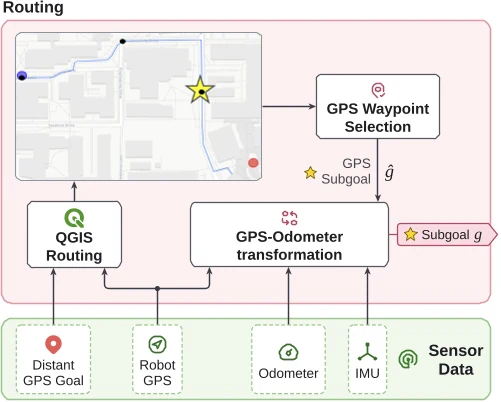 Routing
GPS Waypoint
Selection
GPS
Subgoal
ĝ
QGIS
Routing
GPS-Odometer
transformation
Subgoal g
Distant
GPS Goal
Robot
GPS
Odometer
IMU
Sensor
Data